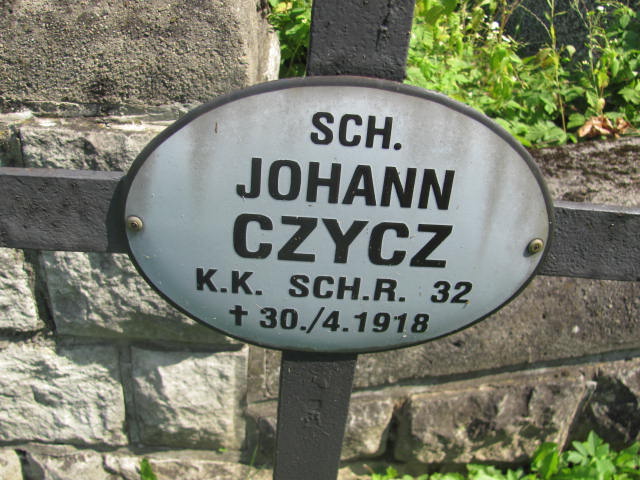 SCH.
JOHANN
CZYCZ
K.K. SCH.R. 32
✝ 30./4.1918